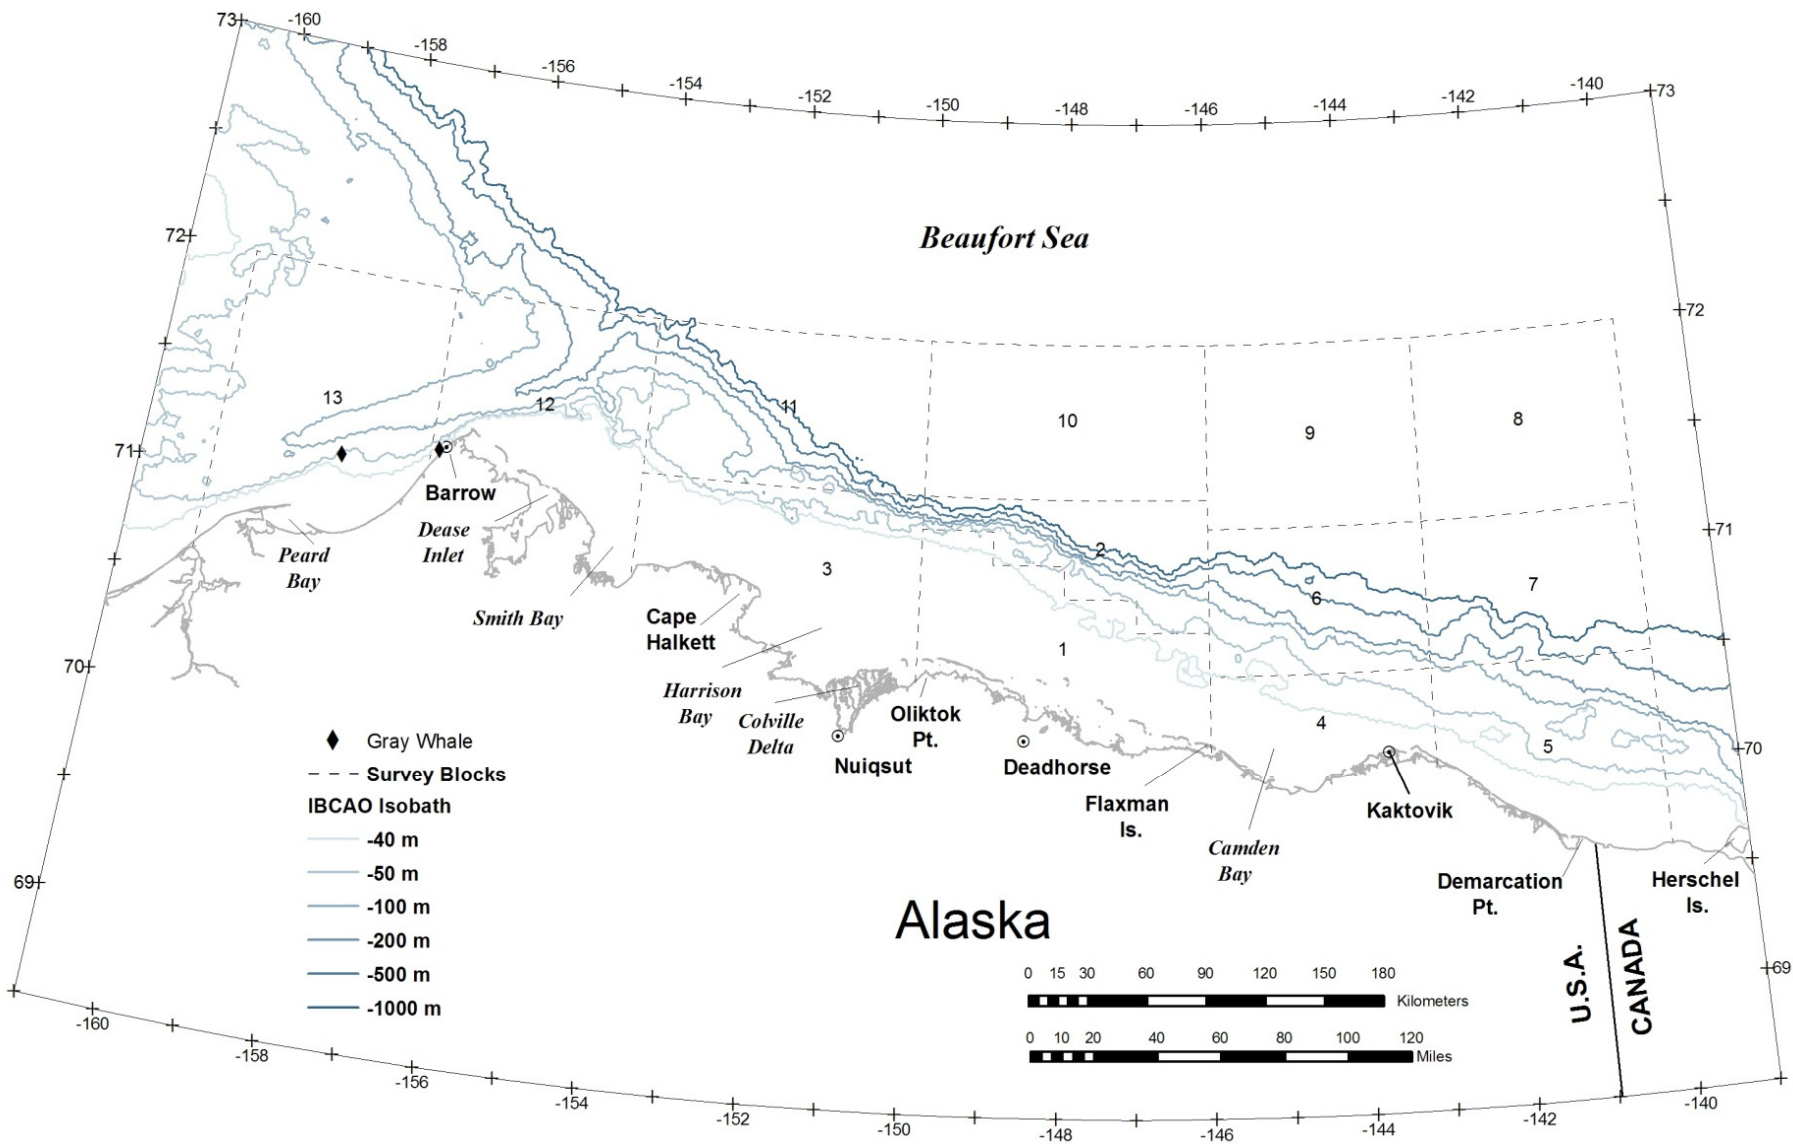 73
-160
-158
-156
-154
-152
-150
-148
-146
-144
-142
-140
73
Beaufort Sea
72
72
13
12
11
10
9
8
71
71
Barrow
Dease
Inlet
Peard
Bay
Smith Bay
Cape
Halkett
3
2
6
7
1
70
70
Harrison
Bay
Colville
Delta
Oliktok
Pt.
Nuiqsut
Deadhorse
4
5
Flaxman
Is.
Camden
Bay
Kaktovik
Demarcation
Pt.
Herschel
Is.
Gray Whale
Survey Blocks
IBCAO Isobath
-40 m
-50 m
-100 m
-200 m
-500 m
-1000 m
69
69
Alaska
U.S.A.
CANADA
0 15 30 60 90 120 150 180
Kilometers
0 10 20 40 60 80 100 120
Miles
-160
-158
-156
-154
-152
-150
-148
-146
-144
-142
-140